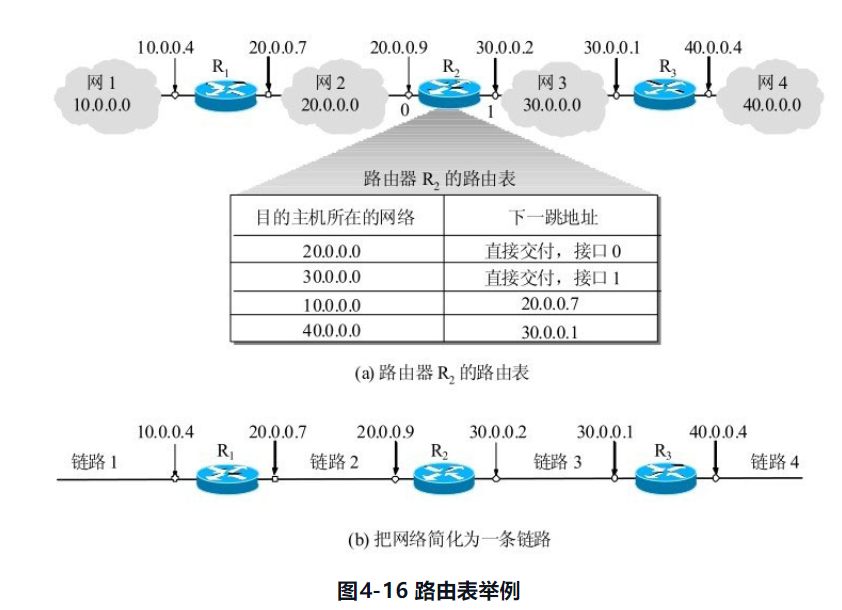 10.0.0.4 20.0.0.7 20.0.0.9 30.0.0.2 30.0.0.1 40.0.0.4
R1 R2 R3
网 1 网 2 网 3 网 4
10.0.0.0 20.0.0.0 30.0.0.0 40.0.0.0
0 1
路由器 R2 的路由表
目的主机所在的网络 下一跳地址
20.0.0.0 直接交付，接口 0
30.0.0.0 直接交付，接口 1
10.0.0.0 20.0.0.7
40.0.0.0 30.0.0.1
(a) 路由器 R2 的路由表
10.0.0.4 20.0.0.7 20.0.0.9 30.0.0.2 30.0.0.1 40.0.0.4
R1 R2 R3
链路 1 链路 2 链路 3 链路 4
(b) 把网络简化为一条链路
图4-16 路由表举例